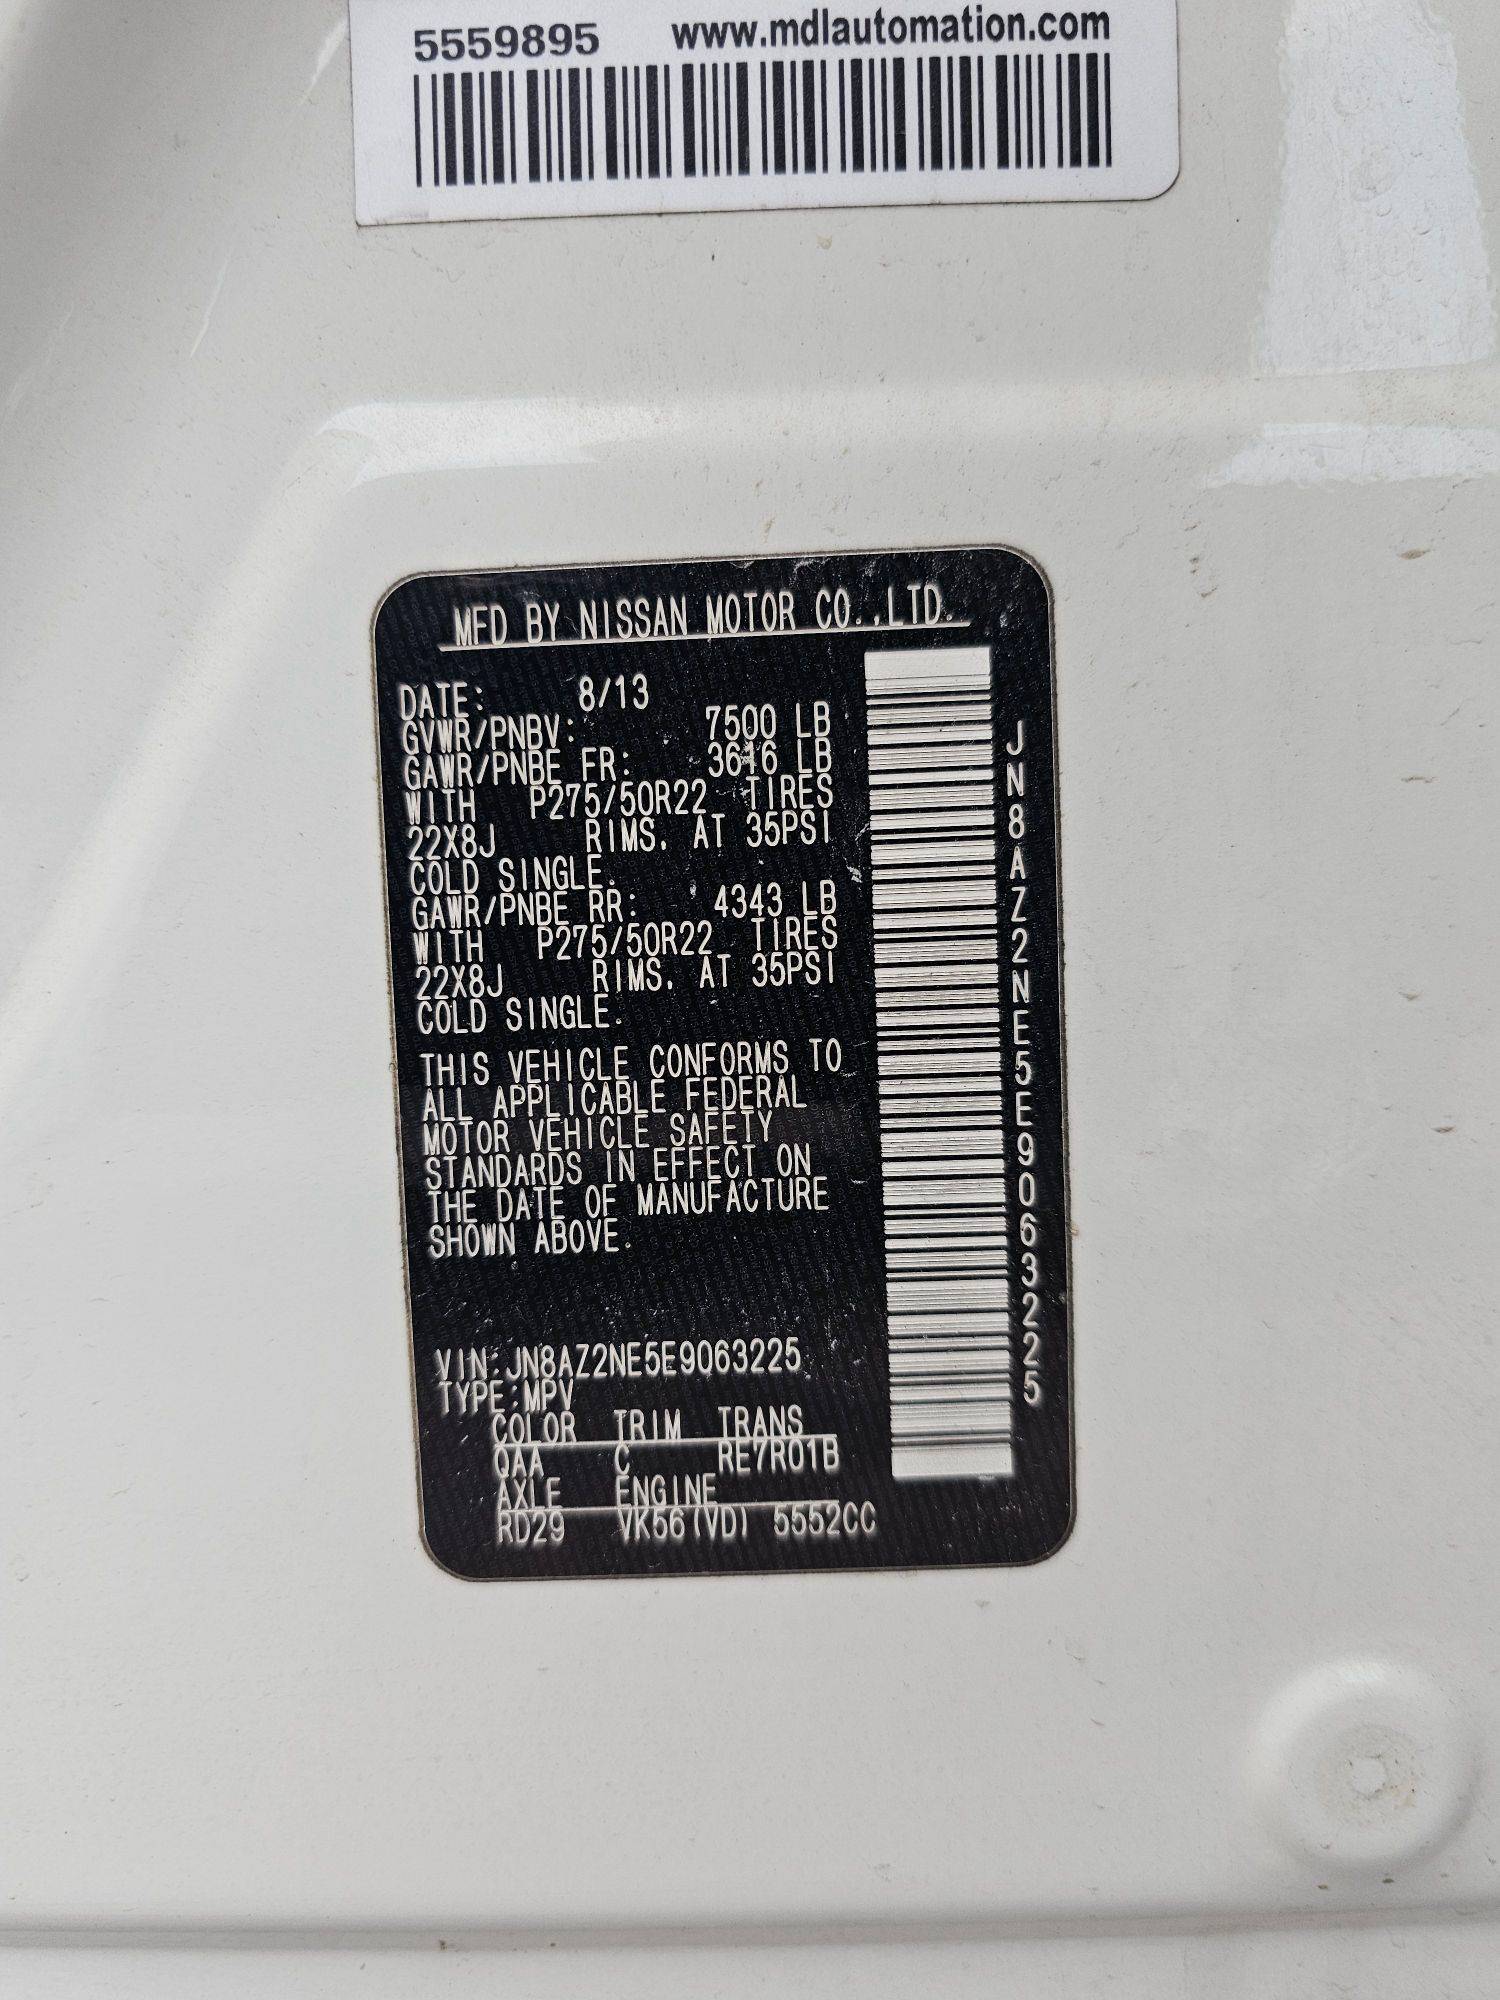 5559895 www.mdlautomation.com
MFD BY NISSAN MOTOR CO.,LTD.
DATE: 8/13
GVWR/PNBV: 7500 LB
GAWR/PNBE FR: 3616 LB
WITH P275/50R22 TIRES
22X8J RIMS. AT 35PSI
COLD SINGLE.
GAWR/PNBE RR: 4343 LB
WITH P275/50R22 TIRES
22X8J RIMS. AT 35PSI
COLD SINGLE.
THIS VEHICLE CONFORMS TO
ALL APPLICABLE FEDERAL
MOTOR VEHICLE SAFETY
STANDARDS IN EFFECT ON
THE DATE OF MANUFACTURE
SHOWN ABOVE.
VIN:JN8AZ2NE5E9063225
TYPE:MPV
COLOR TRIM TRANS
QAA C RE7R01B
AXLE ENGINE
RD29 VK56(VD) 5552CC
JN8AZ2NE5E9063225